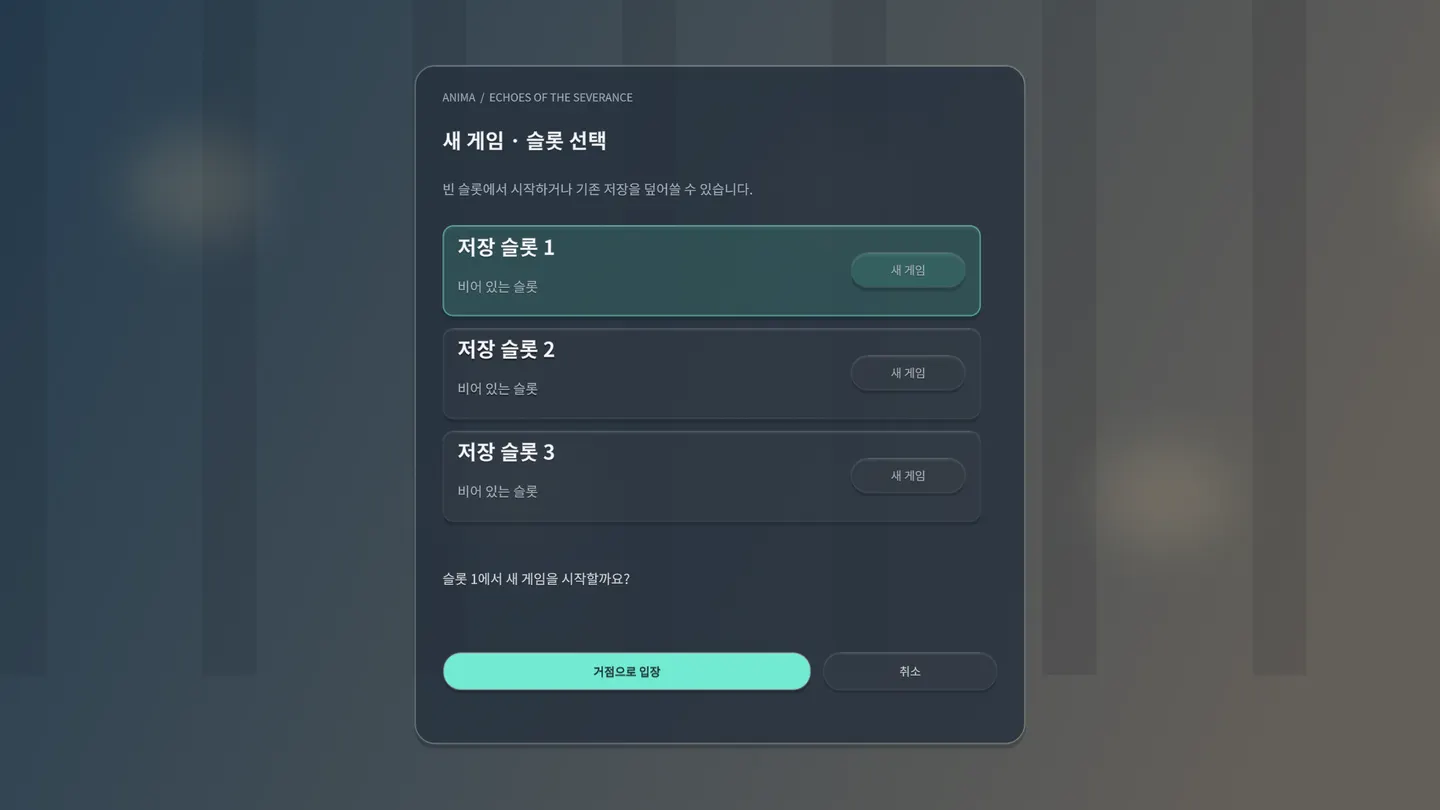 ANIMA / ECHOES OF THE SEVERANCE
새 게임 · 슬롯 선택
빈 슬롯에서 시작하거나 기존 저장을 덮어쓸 수 있습니다.
저장 슬롯 1
새 게임
비어 있는 슬롯
저장 슬롯 2
새 게임
비어 있는 슬롯
저장 슬롯 3
새 게임
비어 있는 슬롯
슬롯 1에서 새 게임을 시작할까요?
거점으로 입장
취소